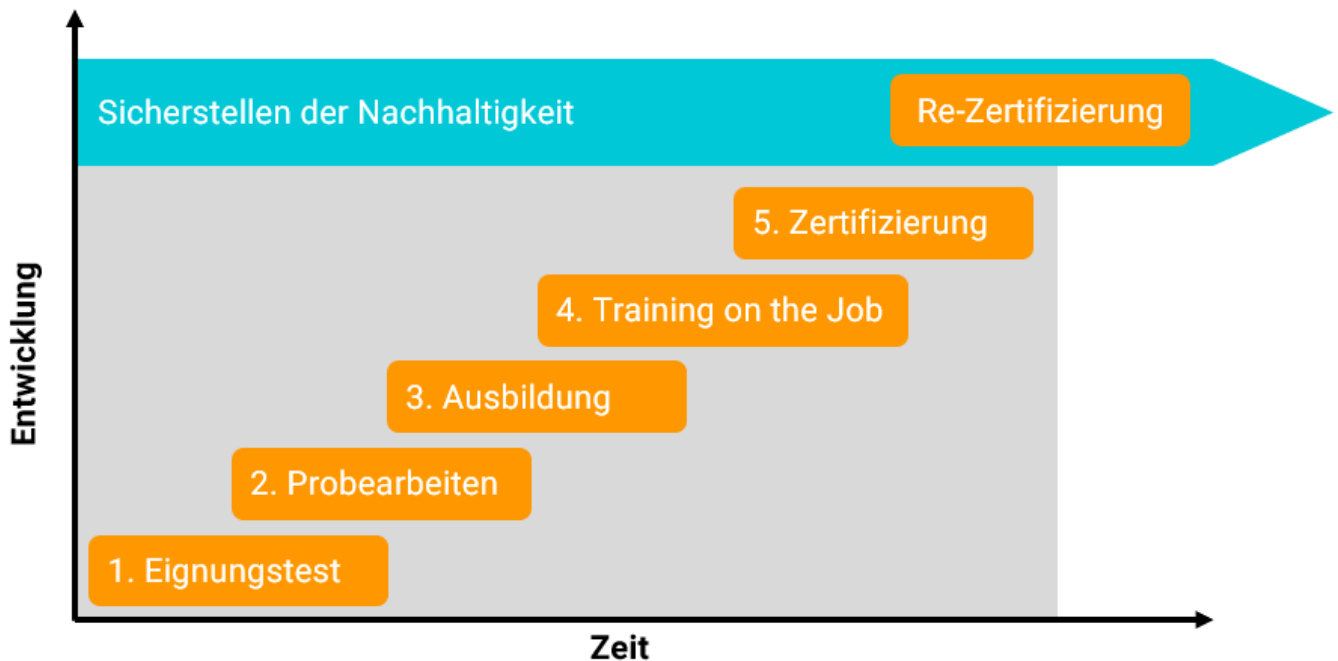 Sicherstellen der Nachhaltigkeit
Re-Zertifizierung
5. Zertifizierung
4. Training on the Job
3. Ausbildung
2. Probearbeiten
1. Eignungstest
Entwicklung
Zeit